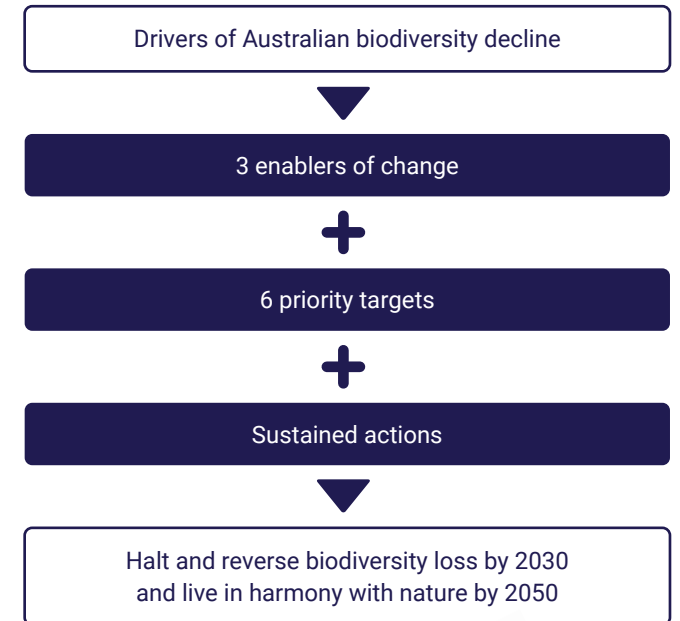 Drivers of Australian biodiversity decline
3 enablers of change
6 priority targets
Sustained actions
Halt and reverse biodiversity loss by 2030
and live in harmony with nature by 2050